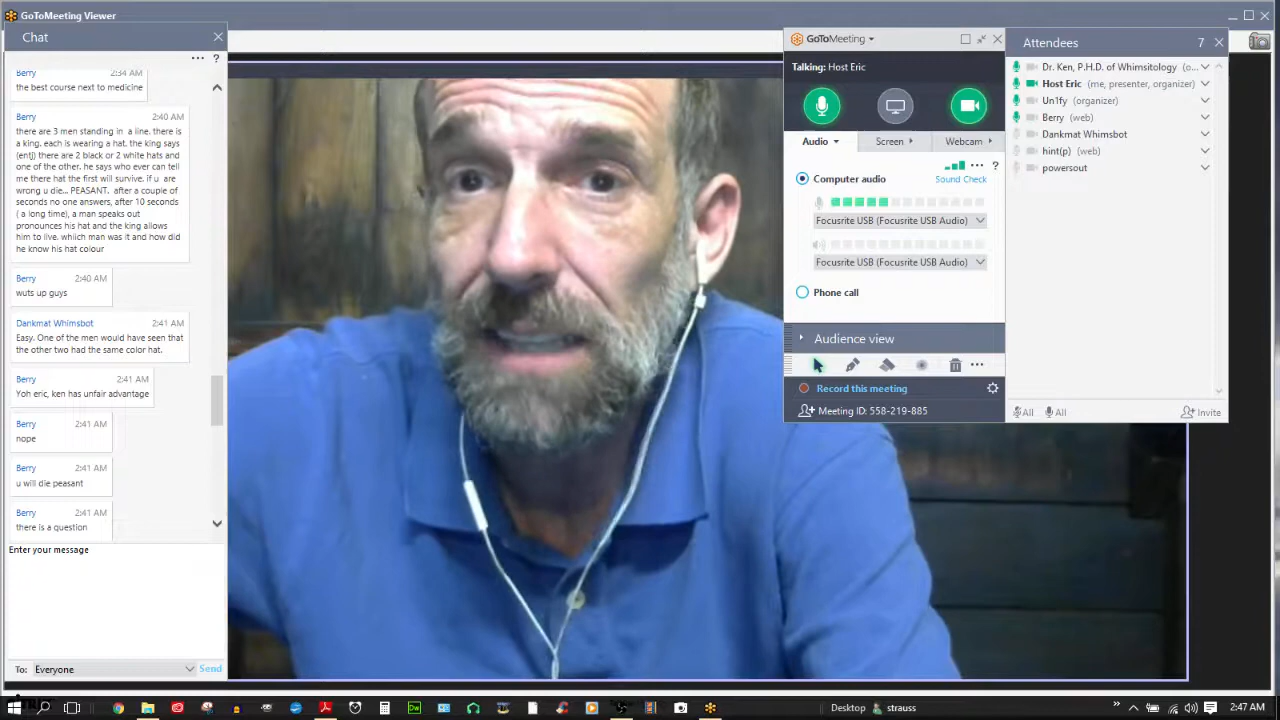 GoToMeeting Viewer
Chat
Berry 2:34 AM
the best course next to medicine
Berry 2:40 AM
there are 3 men standing in a line. there is
a king. each is wearing a hat. the king says
(entj) there are 2 black or 2 white hats and
one of the other. he says who ever can tell
me there hat the first will survive. if u are
wrong u die... PEASANT. after a couple of
seconds no one answers, after 10 seconds
( a long time), a man speaks out
pronounces his hat and the king allows
him to live. whiich man was it and how did
he know his hat colour
Berry 2:40 AM
wuts up guys
Dankmat Whimsbot 2:41 AM
Easy. One of the men would have seen that
the other two had the same color hat.
Berry 2:41 AM
Yoh eric, ken has unfair advantage
Berry 2:41 AM
nope
Berry 2:41 AM
u will die peasant
Berry 2:41 AM
there is a question
Enter your message
To: Everyone Send
GoToMeeting
Talking: Host Eric
Audio Screen Webcam
?
Computer audio Sound Check
Focusrite USB (Focusrite USB Audio)
Focusrite USB (Focusrite USB Audio)
Phone call
Audience view
Record this meeting
Meeting ID: 558-219-885
Attendees 7
Dr. Ken, P.H.D. of Whimsitology (o...
Host Eric (me, presenter, organizer)
Un1fy (organizer)
Berry (web)
Dankmat Whimsbot
hint(p) (web)
powersout
All All Invite
Dw
Desktop strauss 2:47 AM